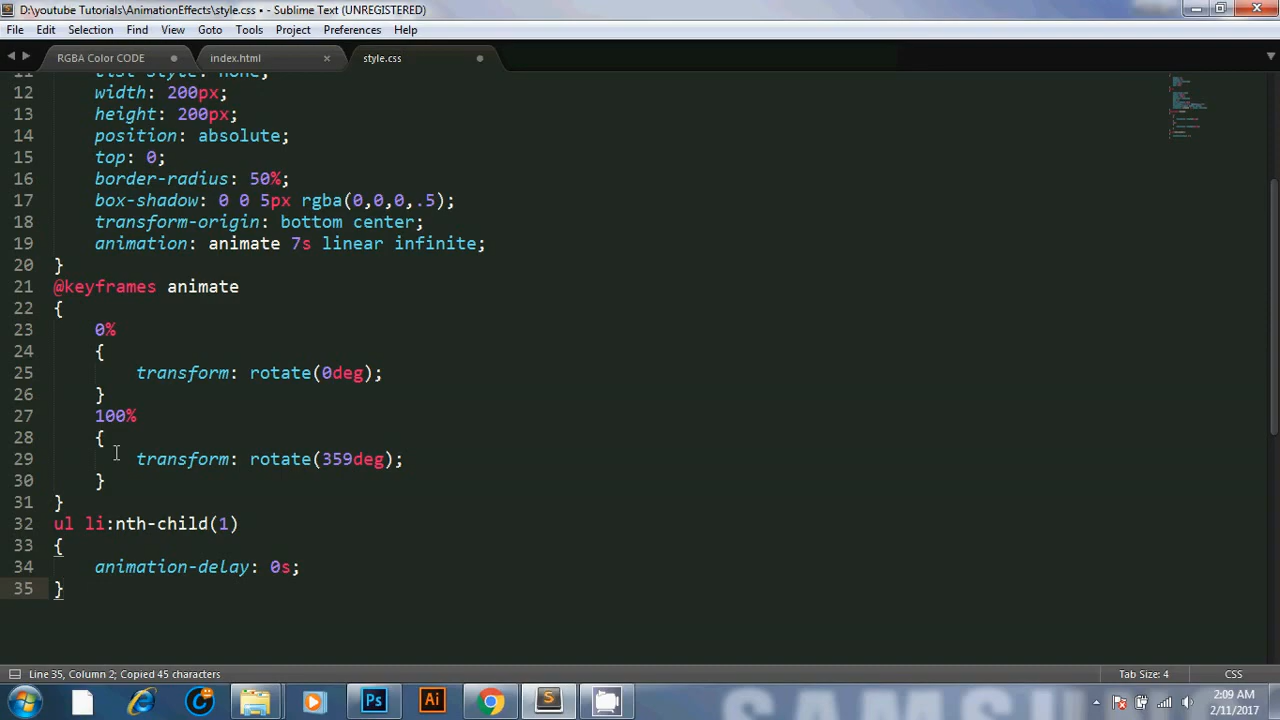 D:\youtube Tutorials\AnimationEffects\style.css • - Sublime Text (UNREGISTERED)
File Edit Selection Find View Goto Tools Project Preferences Help
RGBA Color CODE index.html × style.css
11 list-style: none;
12 width: 200px;
13 height: 200px;
14 position: absolute;
15 top: 0;
16 border-radius: 50%;
17 box-shadow: 0 0 5px rgba(0,0,0,.5);
18 transform-origin: bottom center;
19 animation: animate 7s linear infinite;
20 }
21 @keyframes animate
22 {
23 0%
24 {
25 transform: rotate(0deg);
26 }
27 100%
28 {
29 transform: rotate(359deg);
30 }
31 }
32 ul li:nth-child(1)
33 {
34 animation-delay: 0s;
35 }
Line 35, Column 2; Copied 45 characters Tab Size: 4 CSS
Ps Ai S
2:09 AM
2/11/2017